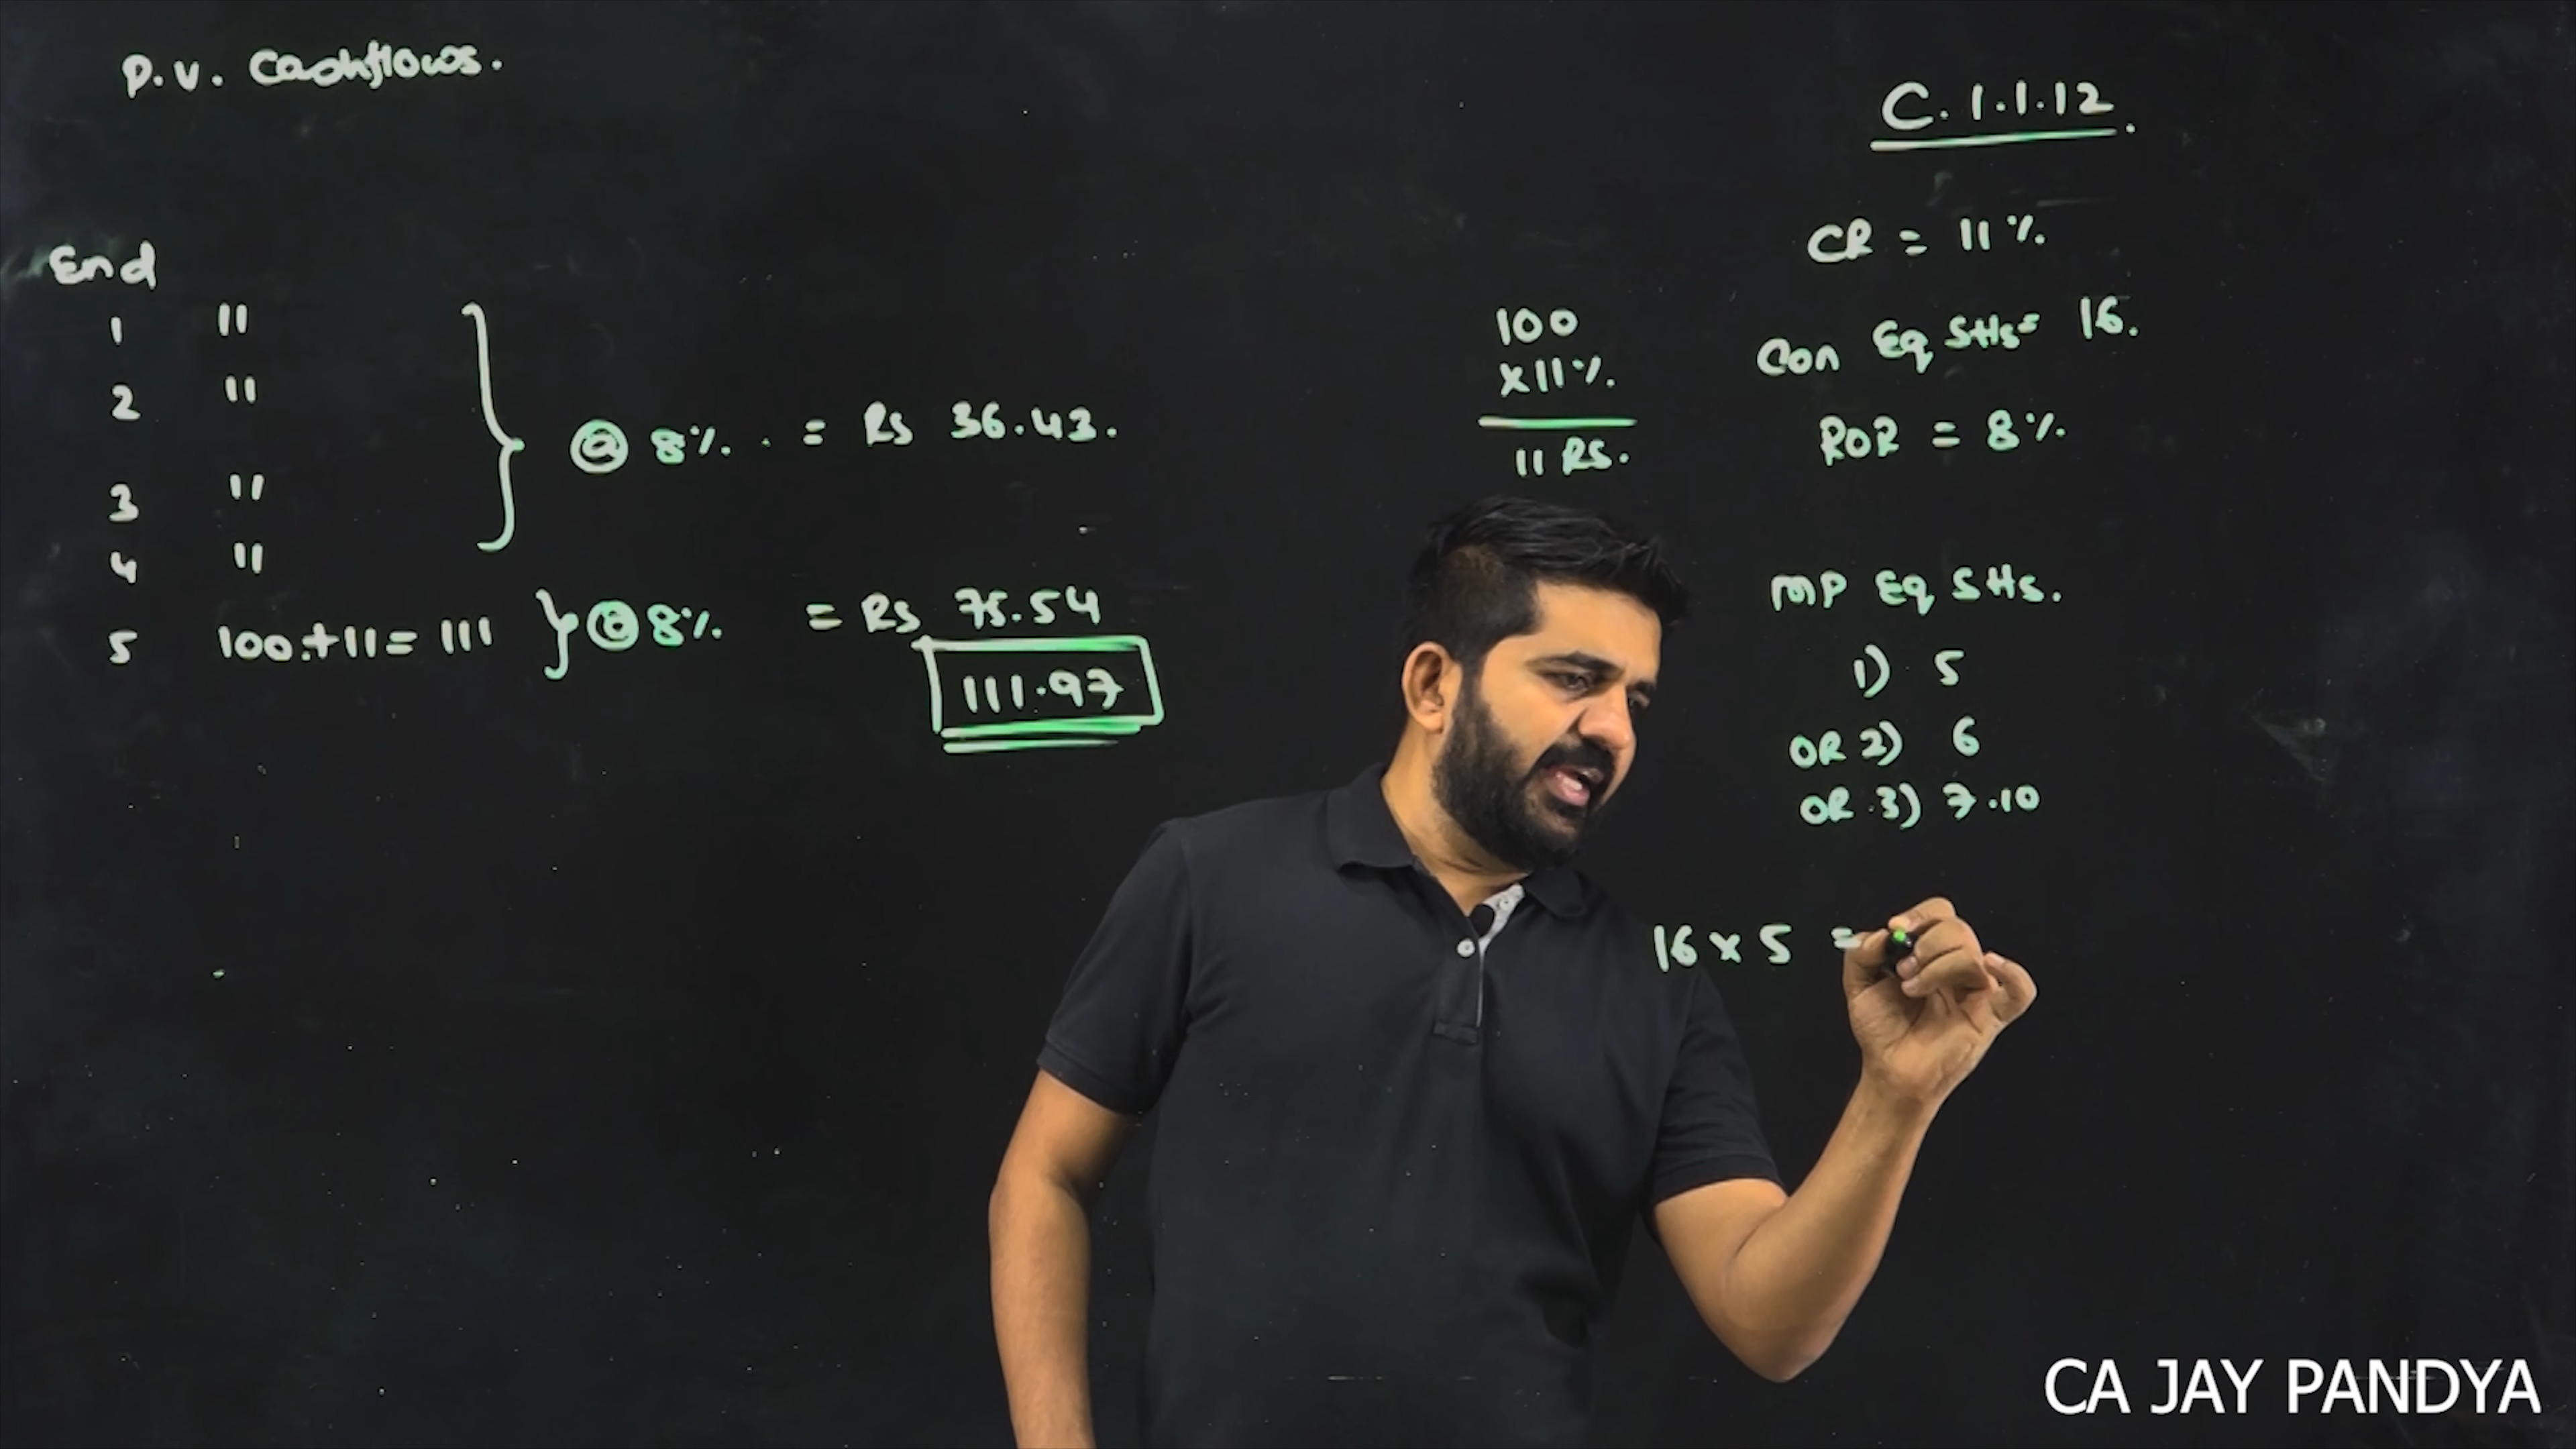 P.V. Cashflows.
End
1 11
2 11
3 11
4 11
@ 8%. = Rs 36.43.
5 100.+11= 111 } @ 8%. = Rs 75.54
111.97
100
x11%.
11 Rs.
C. 1.1.12.
CR = 11%.
Con Eq SHs= 16.
ROR = 8%.
MP Eq SHs.
1) 5
OR 2) 6
OR 3) 7.10
16 x 5 =
CA JAY PANDYA